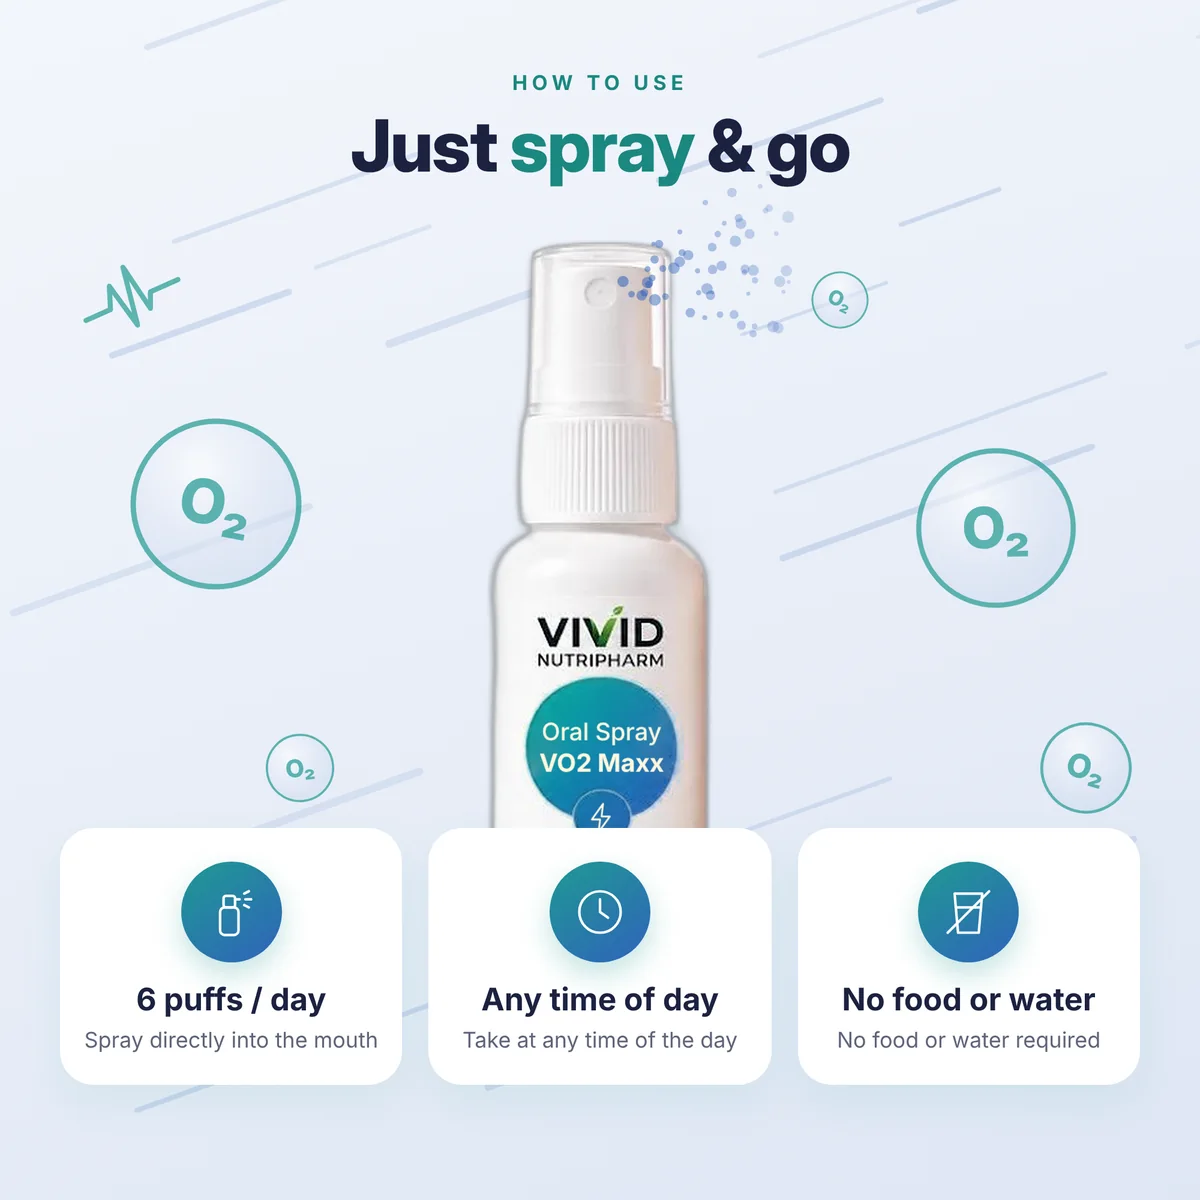 HOW TO USE
Just spray & go
O₂
O₂
O₂
VIVID
NUTRIPHARM
Oral Spray
VO2 Maxx
O₂
O₂
6 puffs / day
Spray directly into the mouth
Any time of day
Take at any time of the day
No food or water
No food or water required